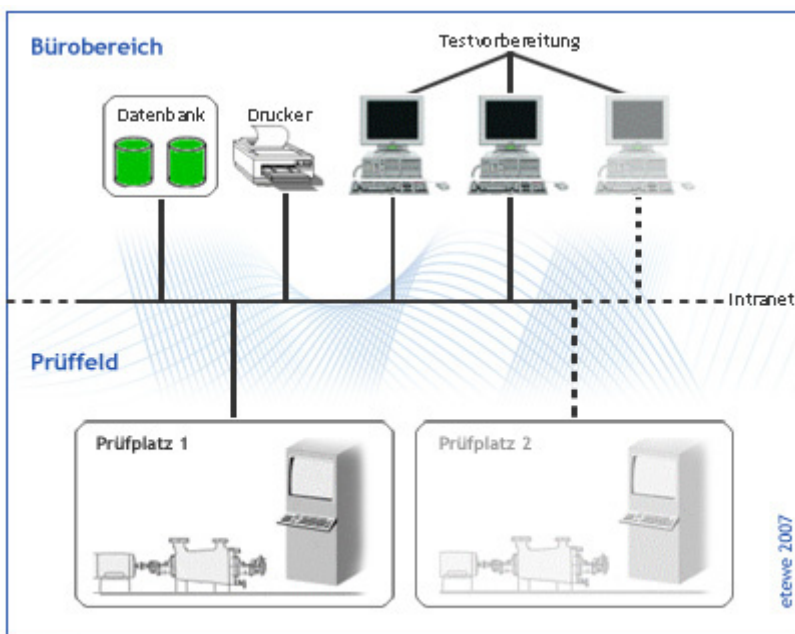 Bürobereich
Testvorbereitung
Datenbank
Drucker
Intranet
Prüffeld
Prüfplatz 1
Prüfplatz 2
etewe 2007